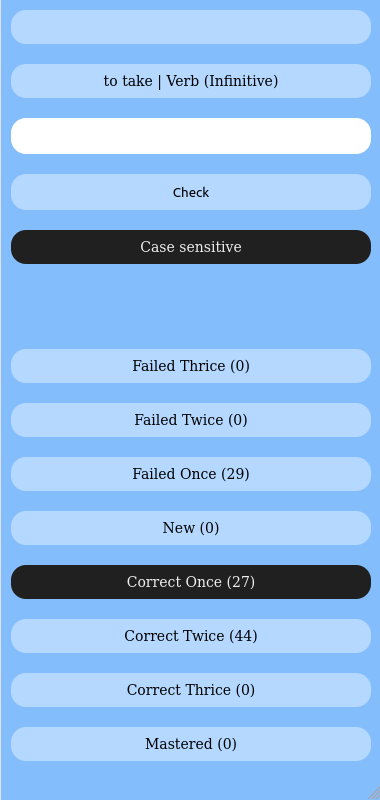 to take | Verb (Infinitive)
Check
Case sensitive
Failed Thrice (0)
Failed Twice (0)
Failed Once (29)
New (0)
Correct Once (27)
Correct Twice (44)
Correct Thrice (0)
Mastered (0)